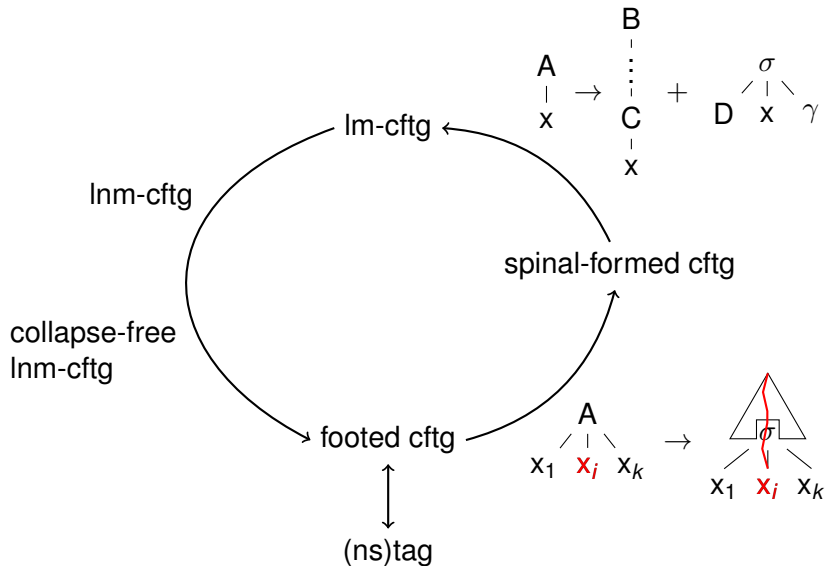 B
A
σ
⋮
→
+
x
C
D
x
γ
x
lm-cftg
lnm-cftg
spinal-formed cftg
collapse-free
lnm-cftg
A
→
σ
footed cftg
x1 xi xk
x1 xi xk
(ns)tag